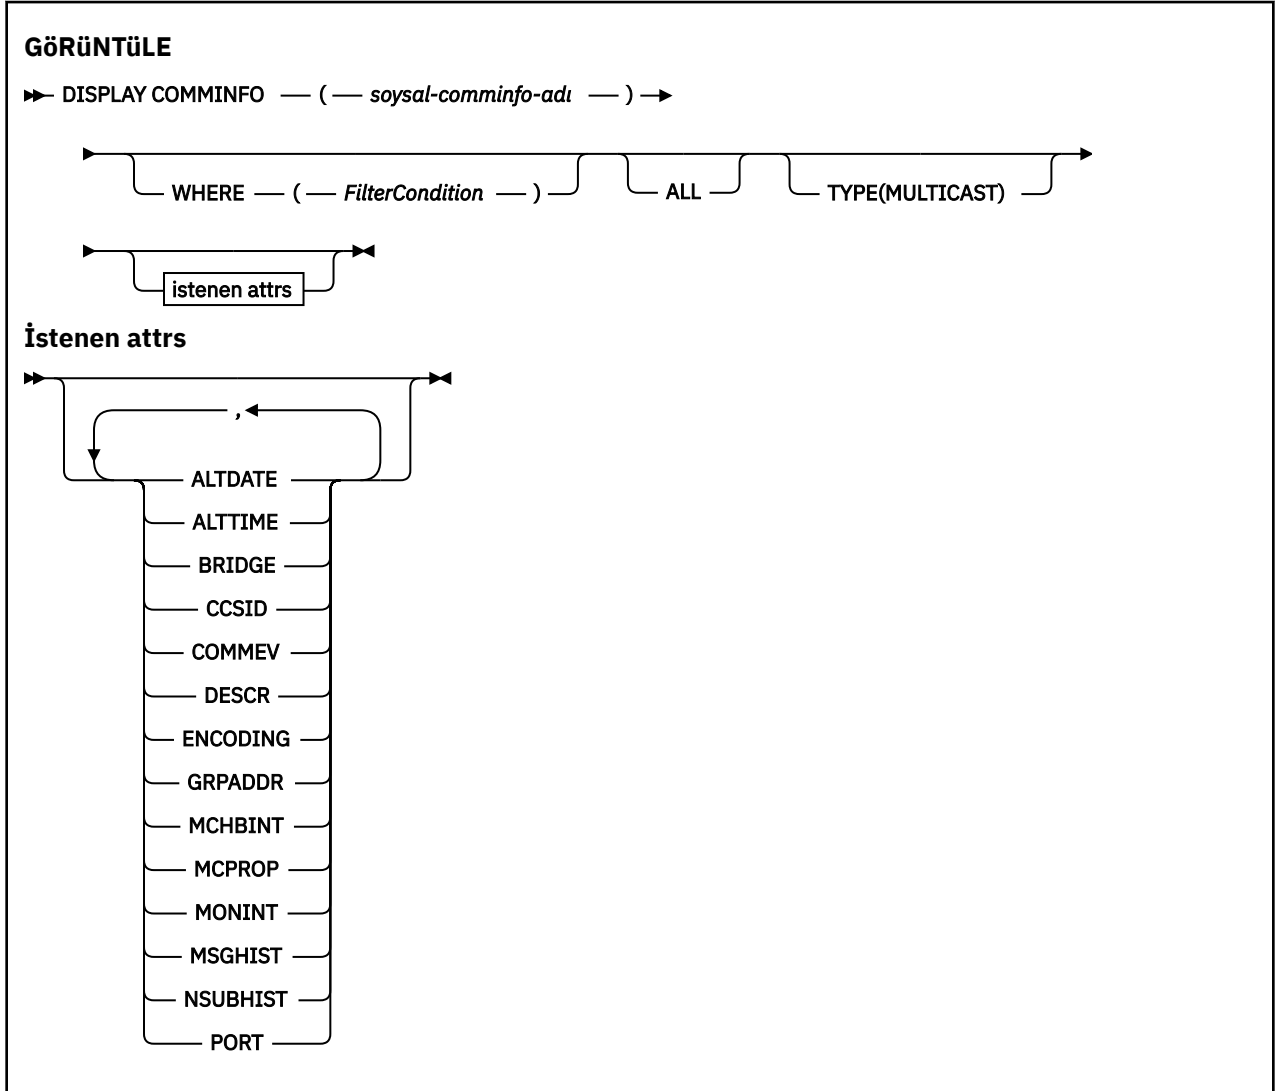 GöRüNTüLE
DISPLAY COMMINFO ( soysal-comminfo-adı )
WHERE ( FilterCondition ) ALL TYPE(MULTICAST)
istenen attrs
İstenen attrs
,
ALTDATE
ALTTIME
BRIDGE
CCSID
COMMEV
DESCR
ENCODING
GRPADDR
MCHBINT
MCPROP
MONINT
MSGHIST
NSUBHIST
PORT